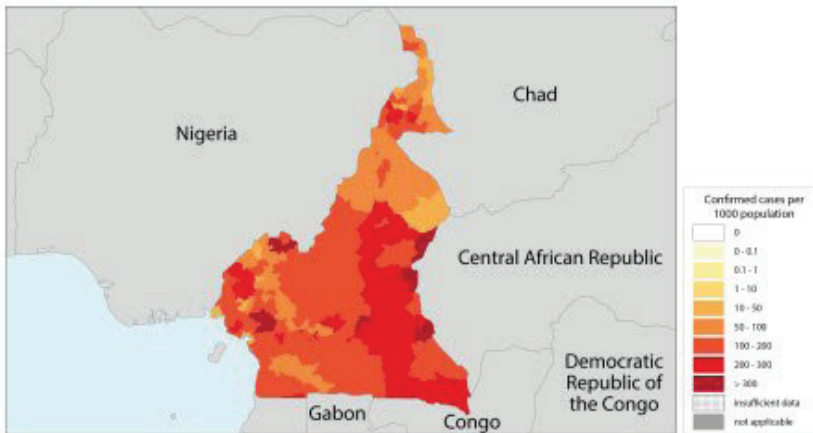 Chad
Nigeria
Central African Republic
Democratic
Republic of
the Congo
Gabon
Congo
Confirmed cases per
1000 population
0
0 - 0.1
0.1 - 1
1 - 10
10 - 50
50 - 100
100 - 200
200 - 300
> 300
insufficient data
not applicable